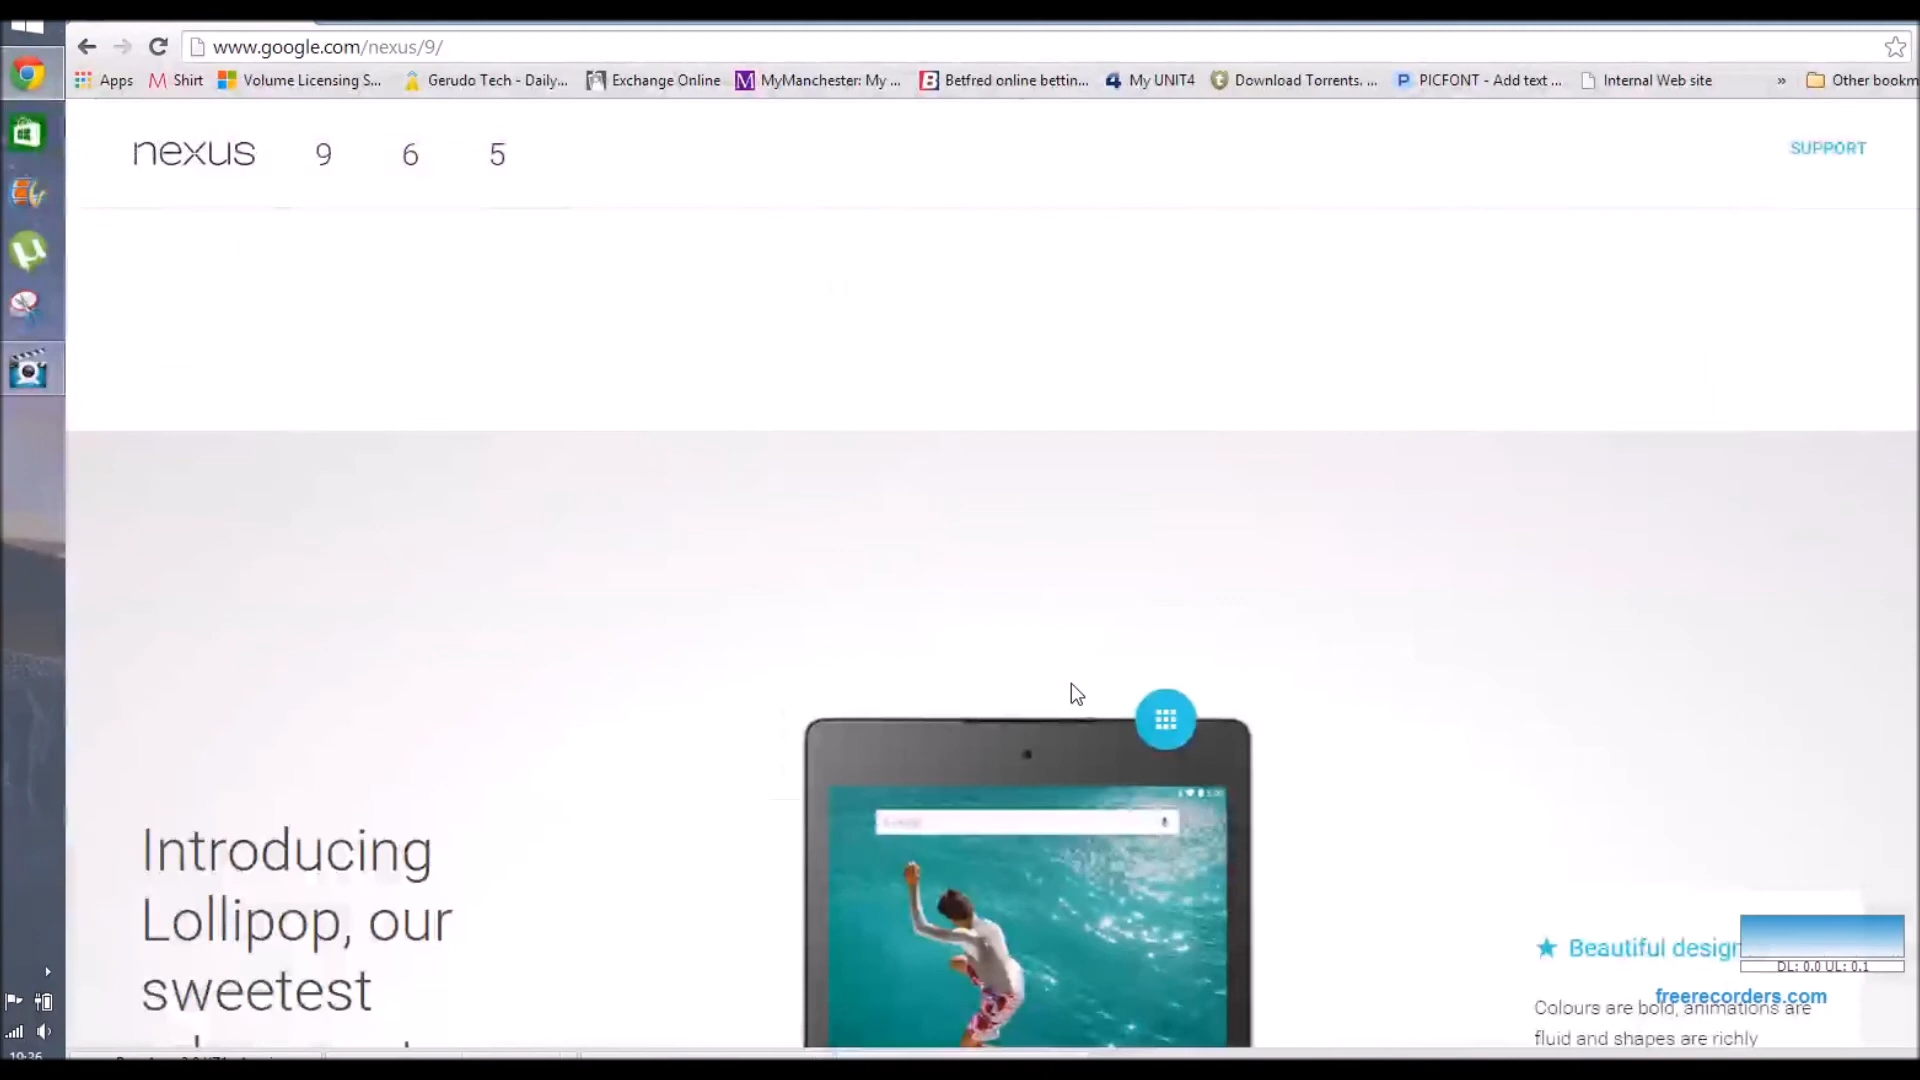 www.google.com/nexus/9/
Apps Shirt Volume Licensing S... Gerudo Tech - Daily... Exchange Online MyManchester: My ... Betfred online bettin... My UNIT4 Download Torrents. ... PICFONT - Add text ... Internal Web site » Other bookm
nexus 9 6 5 SUPPORT
Introducing
Lollipop, our
sweetest
Beautiful design
DL: 0.0 UL: 0.1
freerecorders.com
Colours are bold, animations are
fluid and shapes are richly